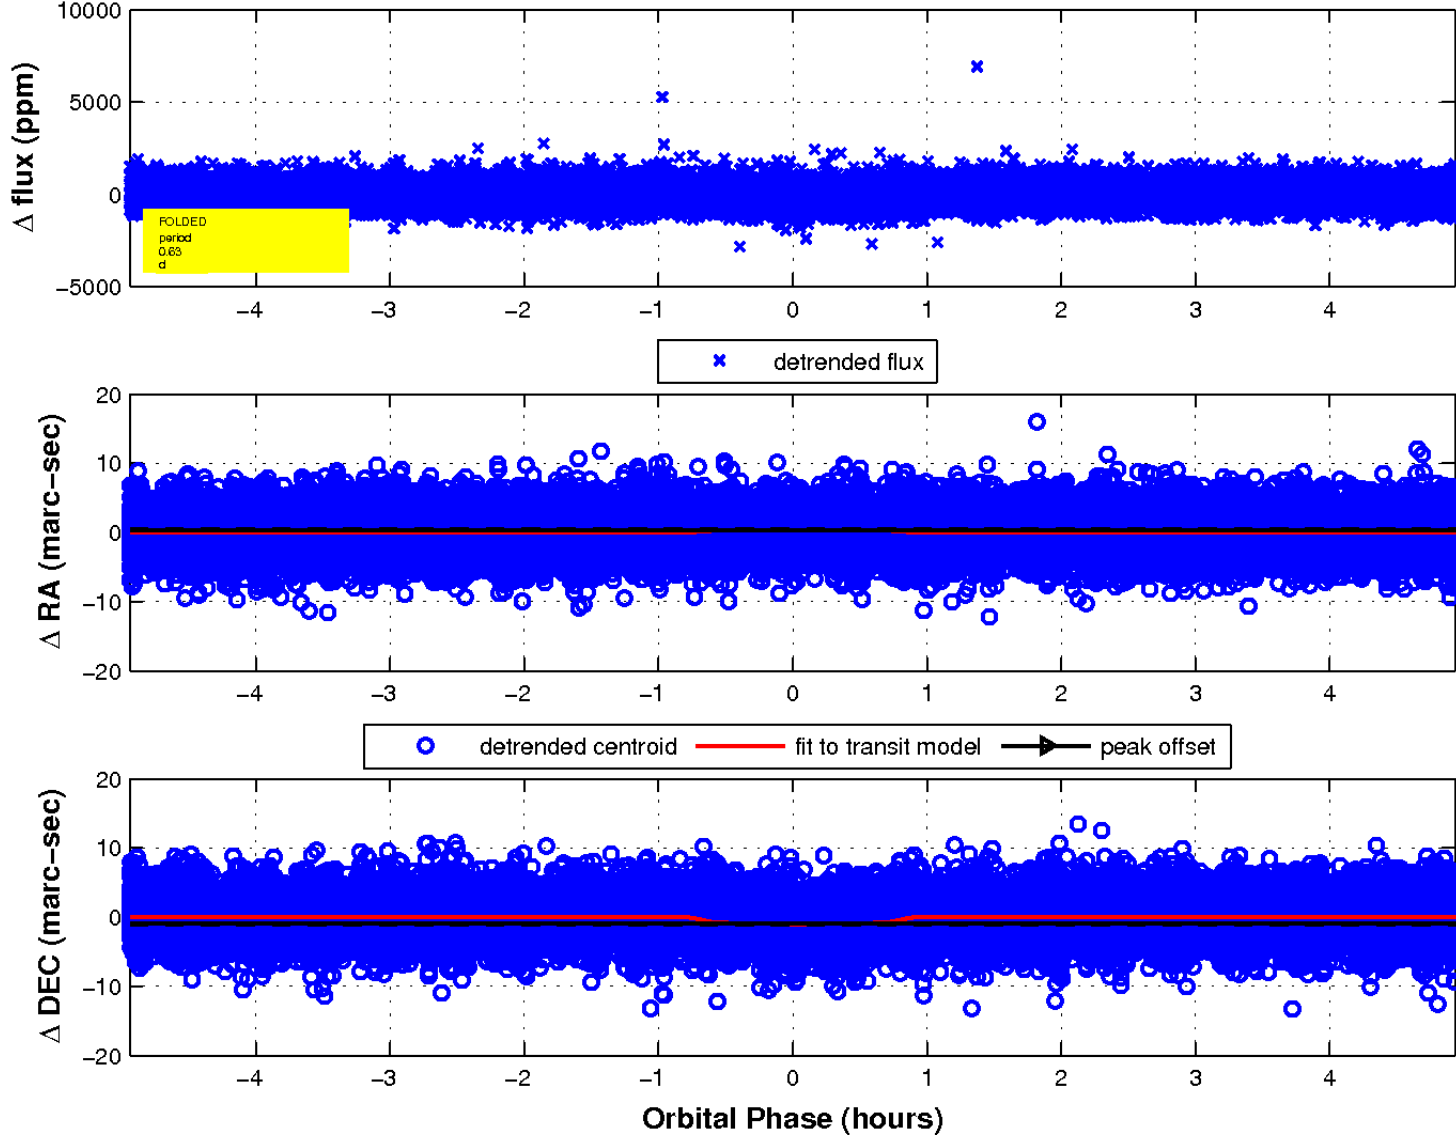 10000
5000
0
−5000
Δ flux (ppm)
FOLDED
period
0.63
d
−4 −3 −2 −1 0 1 2 3 4
detrended flux
20
10
0
−10
−20
Δ RA (marc−sec)
−4 −3 −2 −1 0 1 2 3 4
detrended centroid fit to transit model peak offset
20
10
0
−10
−20
Δ DEC (marc−sec)
−4 −3 −2 −1 0 1 2 3 4
Orbital Phase (hours)